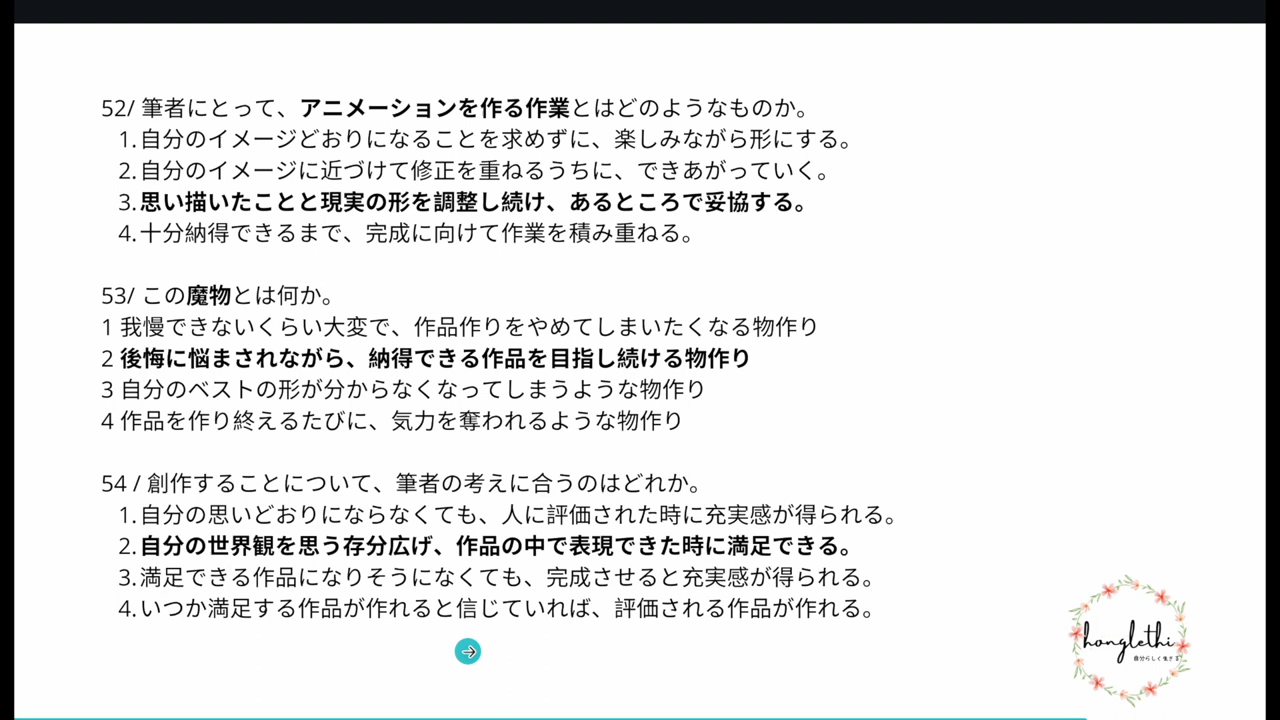 52/ 筆者にとって、アニメーションを作る作業とはどのようなものか。
1.自分のイメージどおりになることを求めずに、楽しみながら形にする。
2.自分のイメージに近づけて修正を重ねるうちに、できあがっていく。
3.思い描いたことと現実の形を調整し続け、あるところで妥協する。
4.十分納得できるまで、完成に向けて作業を積み重ねる。
53/ この魔物とは何か。
1 我慢できないくらい大変で、作品作りをやめてしまいたくなる物作り
2 後悔に悩まされながら、納得できる作品を目指し続ける物作り
3 自分のベストの形が分からなくなってしまうような物作り
4 作品を作り終えるたびに、気力を奪われるような物作り
54 / 創作することについて、筆者の考えに合うのはどれか。
1.自分の思いどおりにならなくても、人に評価された時に充実感が得られる。
2.自分の世界観を思う存分広げ、作品の中で表現できた時に満足できる。
3.満足できる作品になりそうになくても、完成させると充実感が得られる。
4.いつか満足する作品が作れると信じていれば、評価される作品が作れる。
honglethi
自分らしく生きる